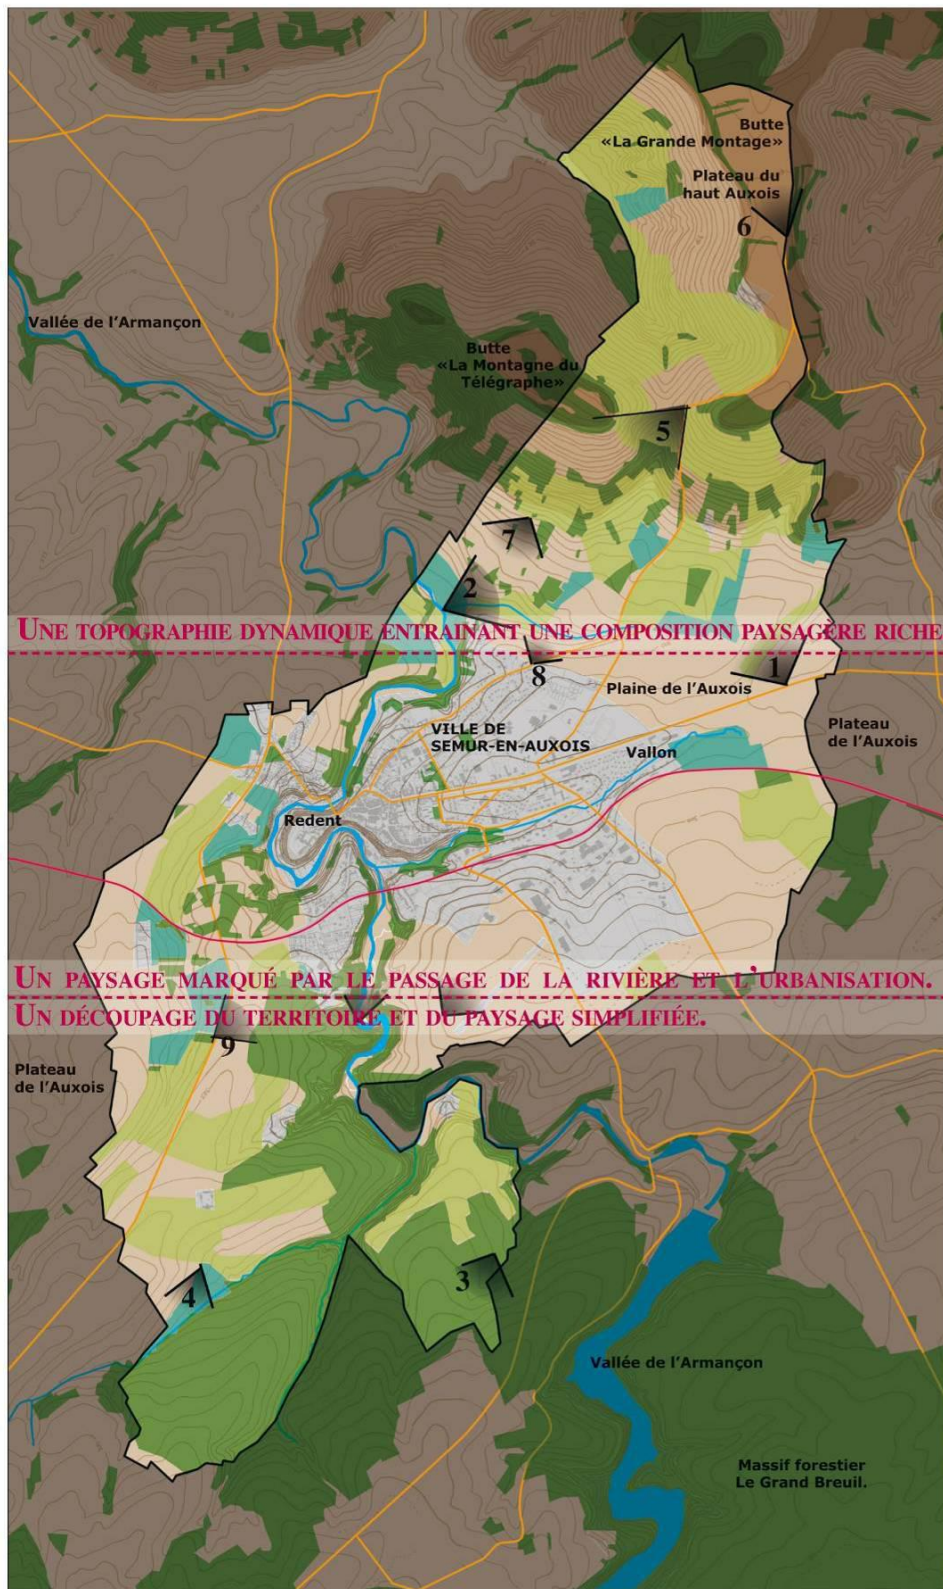 Butte
«La Grande Montage»
Plateau du
haut Auxois
6
Vallée de l'Armançon
Butte
«La Montagne du
Télégraphe»
5
7
2
UNE TOPOGRAPHIE DYNAMIQUE ENTRAINANT UNE COMPOSITION PAYSAGÈRE RICHE
1
8
Plaine de l'Auxois
VILLE DE
SEMUR-EN-AUXOIS
Plateau
de l'Auxois
Vallon
Redent
UN PAYSAGE MARQUÉ PAR LE PASSAGE DE LA RIVIÈRE ET L'URBANISATION.
UN DÉCOUPAGE DU TERRITOIRE ET DU PAYSAGE SIMPLIFIÉE.
9
Plateau
de l'Auxois
3
4
Vallée de l'Armançon
Massif forestier
Le Grand Breuil.